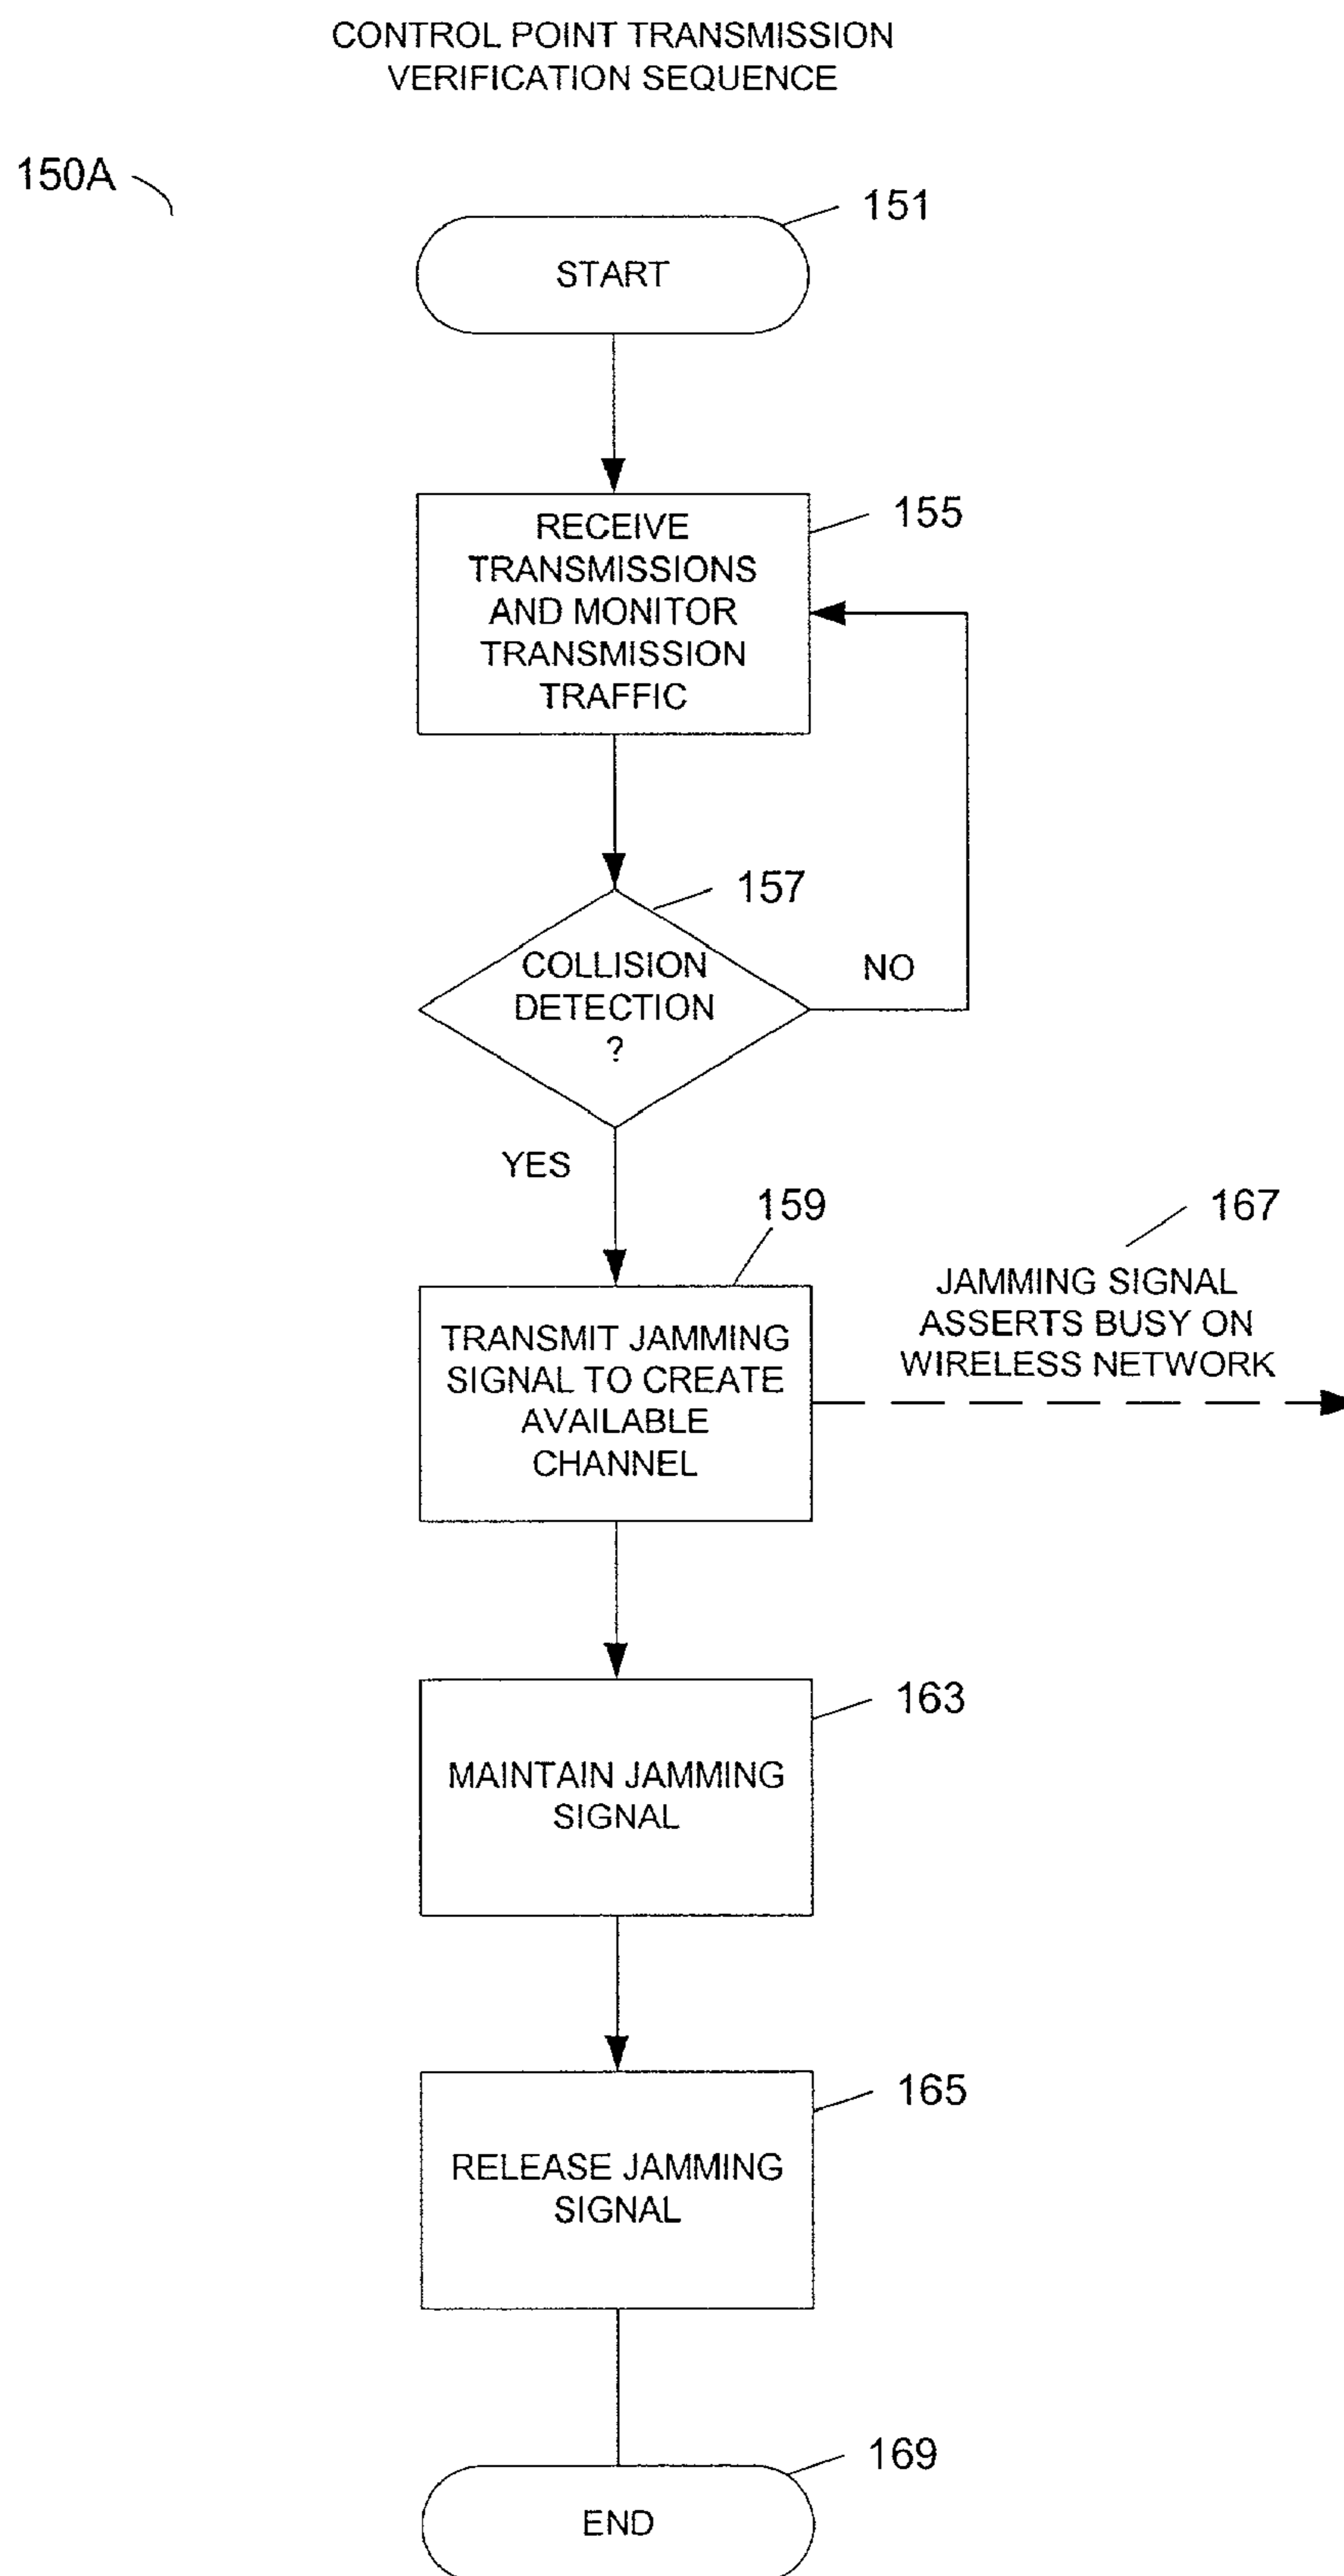 CONTROL POINT TRANSMISSION
VERIFICATION SEQUENCE
150A
151
START
155
RECEIVE
TRANSMISSIONS
AND MONITOR
TRANSMISSION
TRAFFIC
157
COLLISION
DETECTION
?
NO
YES
159
167
JAMMING SIGNAL
ASSERTS BUSY ON
WIRELESS NETWORK
TRANSMIT JAMMING
SIGNAL TO CREATE
AVAILABLE
CHANNEL
163
MAINTAIN JAMMING
SIGNAL
165
RELEASE JAMMING
SIGNAL
169
END